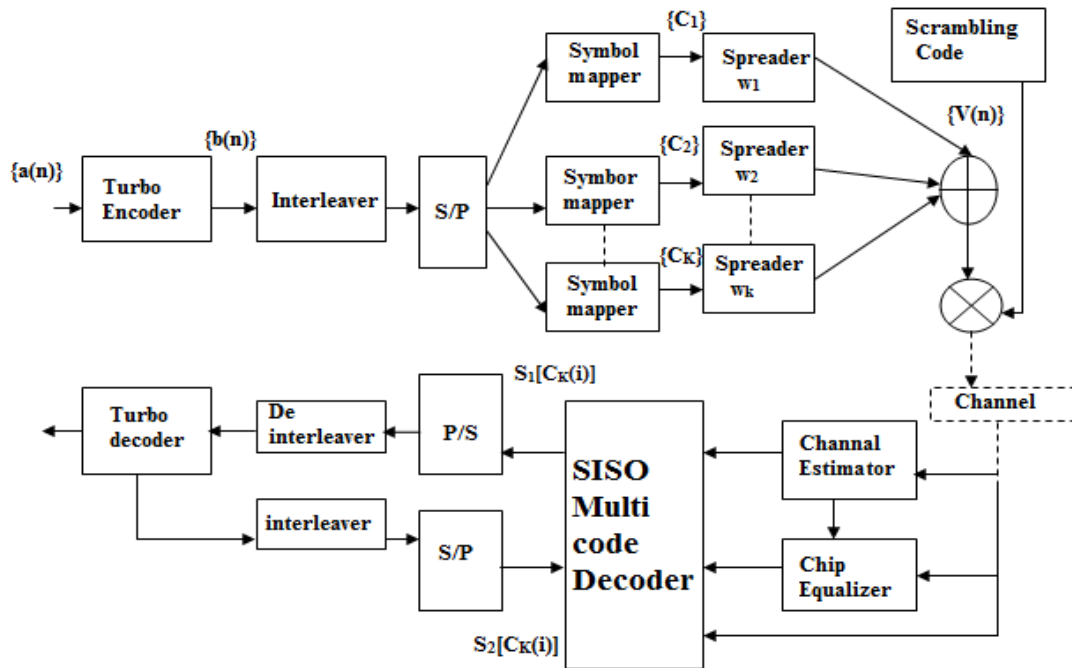 {C1}
Scrambling
Code
Symbol
mapper
Spreader
w1
{V(n)}
{b(n)}
{a(n)}
Turbo
Encoder
Interleaver
S/P
{C2}
Symbor
mapper
Spreader
w2
{CK}
Symbol
mapper
Spreader
wk
Channel
S1[CK(i)]
Turbo
decoder
De
interleaver
P/S
SISO
Multi
code
Decoder
Channal
Estimator
interleaver
S/P
Chip
Equalizer
S2[CK(i)]